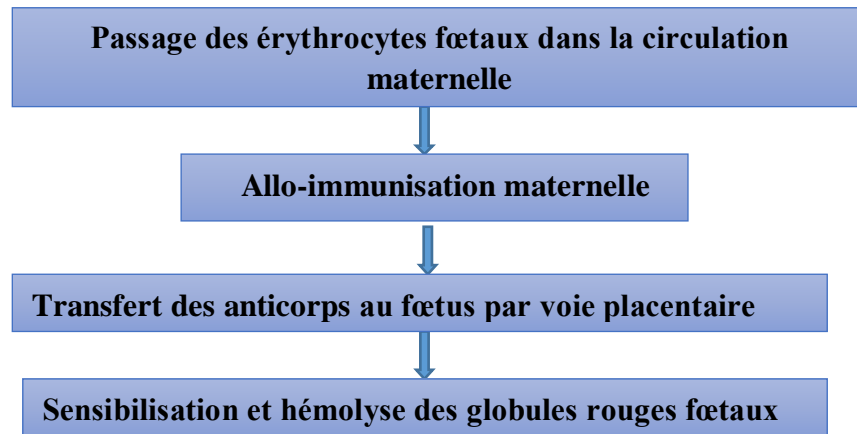 Passage des érythrocytes fœtaux dans la circulation
maternelle
Allo-immunisation maternelle
Transfert des anticorps au fœtus par voie placentaire
Sensibilisation et hémolyse des globules rouges fœtaux